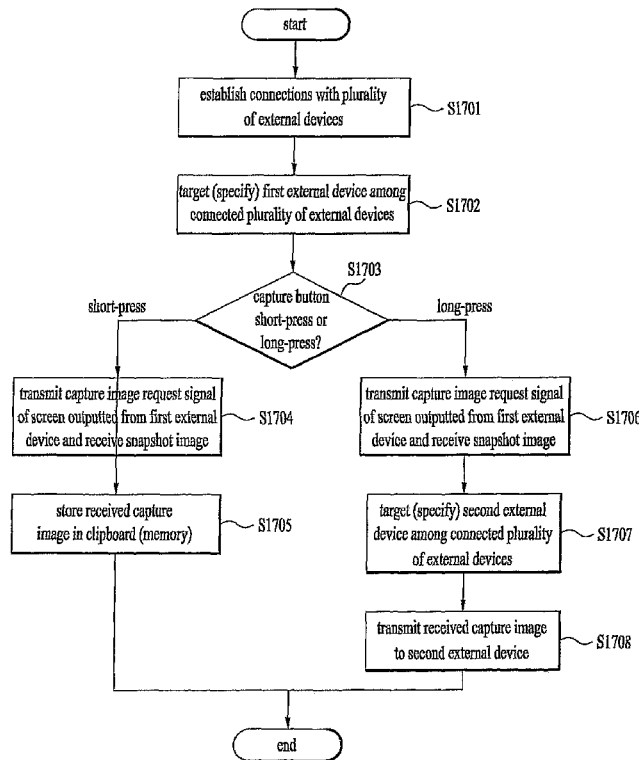 start
establish connections with plurality
of external devices
S1701
target (specify) first external device among
connected plurality of external devices
S1702
S1703
capture button
short-press or
long-press?
short-press
long-press
transmit capture image request signal
of screen outputted from first external
device and receive snapshot image
S1704
store received capture
image in clipboard (memory)
S1705
transmit capture image request signal
of screen outputted from first external
device and receive snapshot image
S1706
target (specify) second external
device among connected plurality
of external devices
S1707
transmit received capture image
to second external device
S1708
end